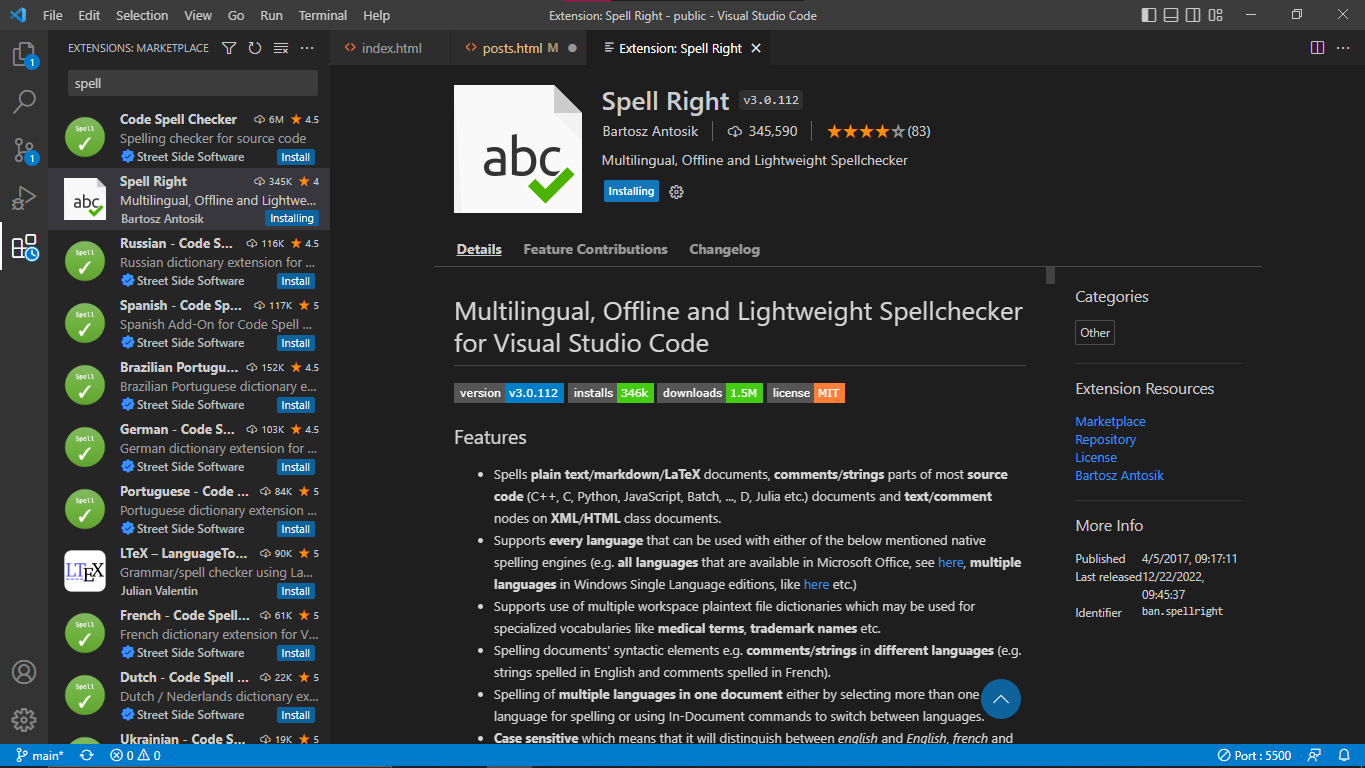 File Edit Selection View Go Run Terminal Help
Extension: Spell Right - public - Visual Studio Code
EXTENSIONS: MARKETPLACE
spell
Code Spell Checker 6M ★ 4.5
Spelling checker for source code
Street Side Software Install
Spell Right 345K ★ 4
Multilingual, Offline and Lightwe...
Bartosz Antosik Installing
Russian - Code S... 116K ★ 4.5
Russian dictionary extension for ...
Street Side Software Install
Spanish - Code Sp... 117K ★ 5
Spanish Add-On for Code Spell ...
Street Side Software Install
Brazilian Portugu... 152K ★ 4.5
Brazilian Portuguese dictionary e...
Street Side Software Install
German - Code S... 103K ★ 4.5
German dictionary extension for ...
Street Side Software Install
Portuguese - Code ... 84K ★ 5
Portuguese dictionary extension ...
Street Side Software Install
LTeX – LanguageTo... 90K ★ 5
Grammar/spell checker using La...
Julian Valentin Install
French - Code Spell... 61K ★ 5
French dictionary extension for V...
Street Side Software Install
Dutch - Code Spell ... 22K ★ 5
Dutch / Nederlands dictionary ex...
Street Side Software Install
Ukrainian - Code S... 19K ★ 5
index.html posts.html M Extension: Spell Right
abc
Spell Right v3.0.112
Bartosz Antosik 345,590 ★★★★☆(83)
Multilingual, Offline and Lightweight Spellchecker
Installing
Details Feature Contributions Changelog
Multilingual, Offline and Lightweight Spellchecker
for Visual Studio Code
version v3.0.112 installs 346k downloads 1.5M license MIT
Features
• Spells plain text/markdown/LaTeX documents, comments/strings parts of most source
code (C++, C, Python, JavaScript, Batch, ..., D, Julia etc.) documents and text/comment
nodes on XML/HTML class documents.
• Supports every language that can be used with either of the below mentioned native
spelling engines (e.g. all languages that are available in Microsoft Office, see here, multiple
languages in Windows Single Language editions, like here etc.)
• Supports use of multiple workspace plaintext file dictionaries which may be used for
specialized vocabularies like medical terms, trademark names etc.
• Spelling documents' syntactic elements e.g. comments/strings in different languages (e.g.
strings spelled in English and comments spelled in French).
• Spelling of multiple languages in one document either by selecting more than one
language for spelling or using In-Document commands to switch between languages.
• Case sensitive which means that it will distinguish between english and English, french and
Categories
Other
Extension Resources
Marketplace
Repository
License
Bartosz Antosik
More Info
Published 4/5/2017, 09:17:11
Last released 12/22/2022,
09:45:37
Identifier ban.spellright
main* 0 0 Port : 5500